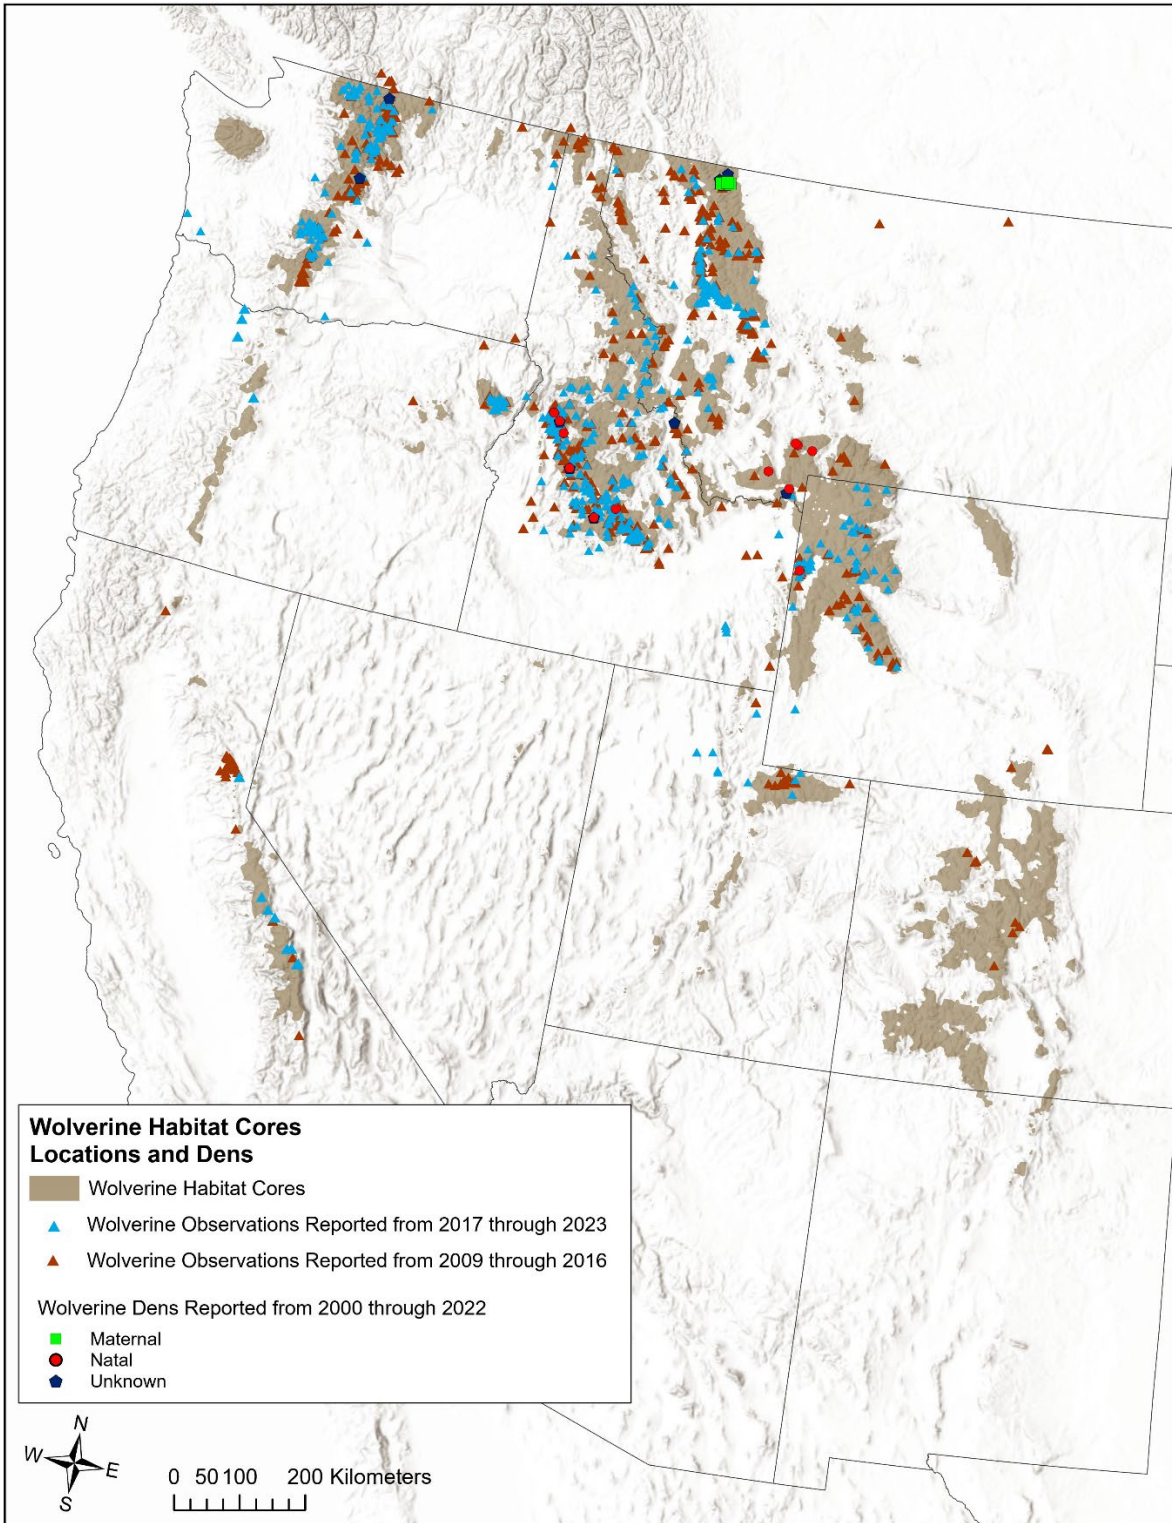 Wolverine Habitat Cores
Locations and Dens
Wolverine Habitat Cores
Wolverine Observations Reported from 2017 through 2023
Wolverine Observations Reported from 2009 through 2016
Wolverine Dens Reported from 2000 through 2022
Maternal
Natal
Unknown
N
W
E
S
0 50 100 200 Kilometers